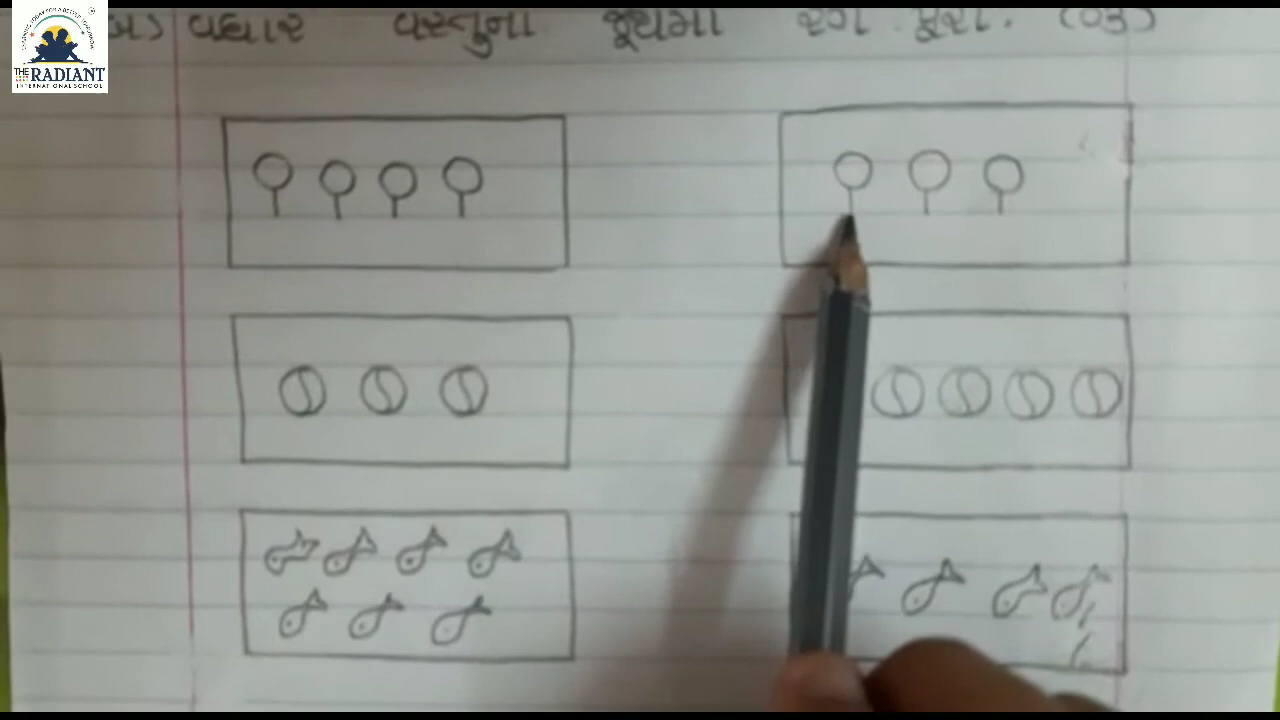 બ) વધારે વસ્તુના જૂથમાં રંગ પૂરો. (૦૩)
THE RADIANT
INTERNATIONAL SCHOOL